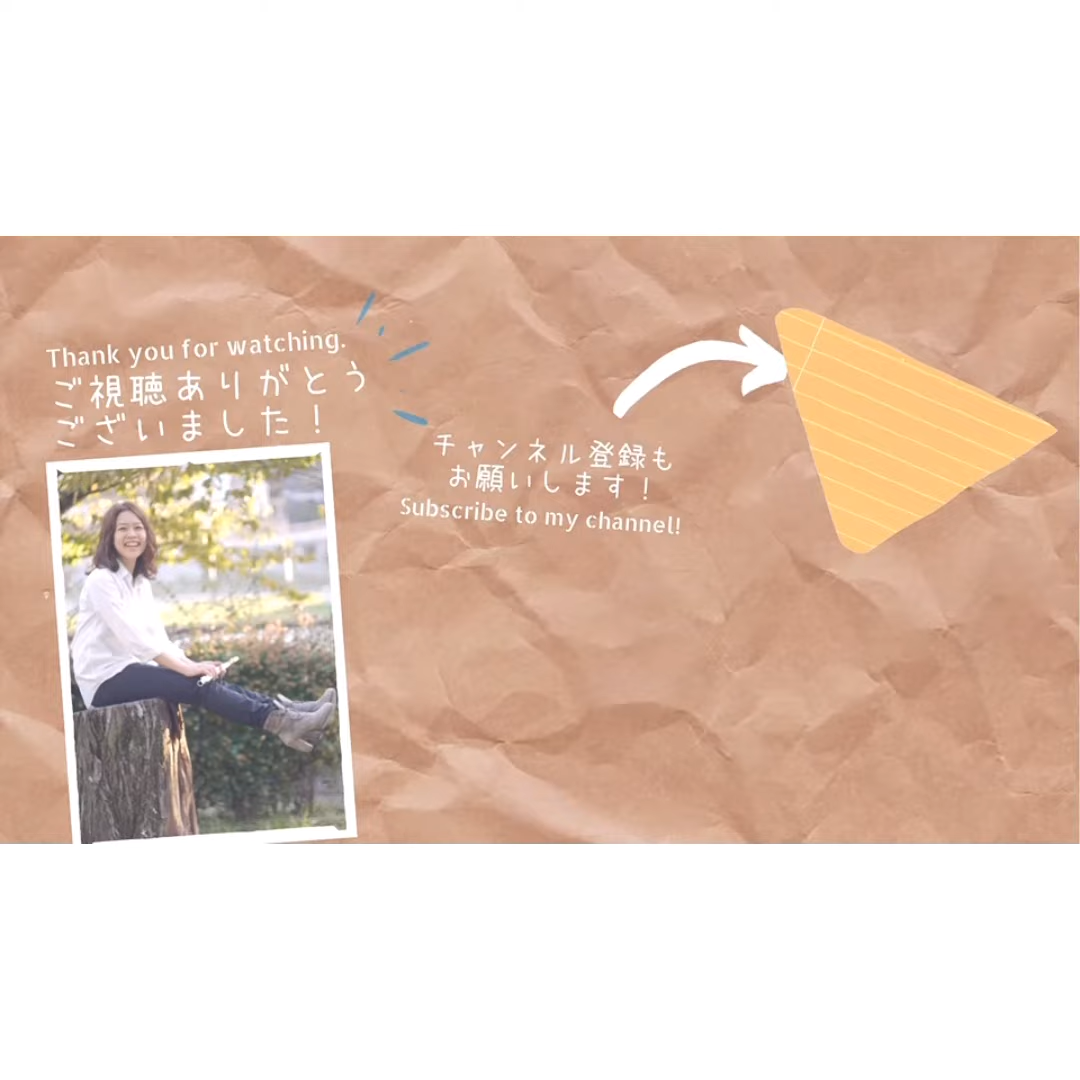 Thank you for watching.
ご視聴ありがとう
ございました！
チャンネル登録も
お願いします！
Subscribe to my channel!